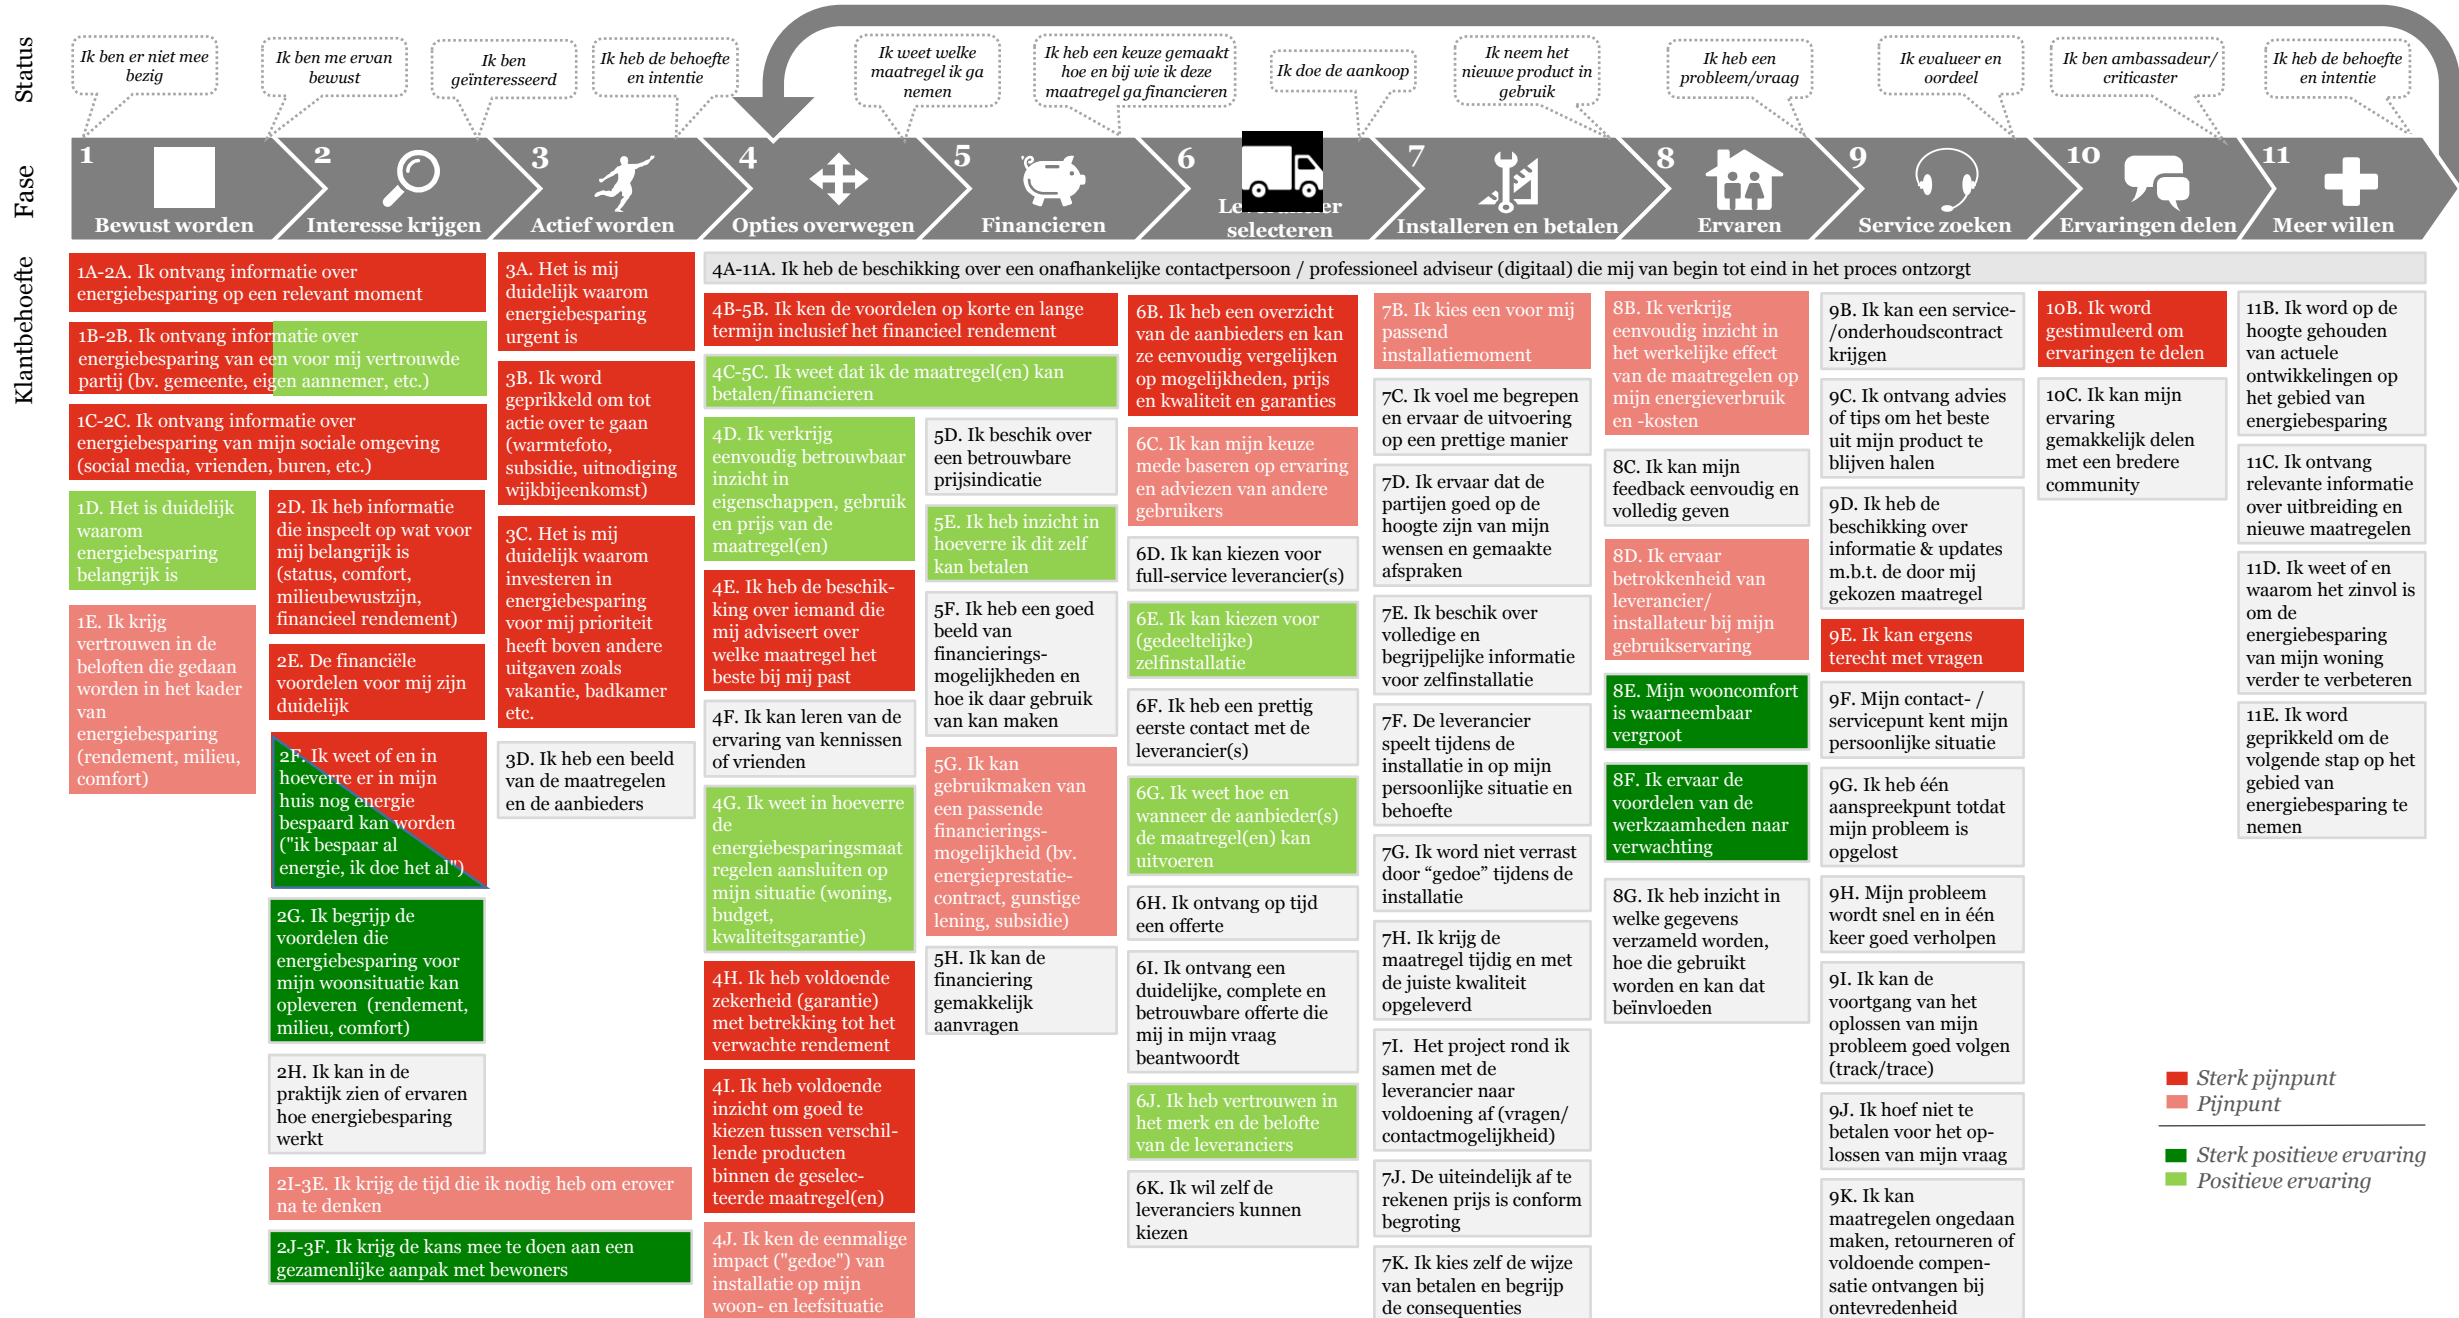 Status
Ik ben er niet mee
bezig
Ik ben me ervan
bewust
Ik ben
geïnteresseerd
Ik heb de behoefte
en intentie
Ik weet welke
maatregel ik ga
nemen
Ik heb een keuze gemaakt
hoe en bij wie ik deze
maatregel ga financieren
Ik doe de aankoop
Ik neem het
nieuwe product in
gebruik
Ik heb een
probleem/vraag
Ik evalueer en
oordeel
Ik ben ambassadeur/
criticaster
Ik heb de behoefte
en intentie
Fase
1
Bewust worden
2
Interesse krijgen
3
Actief worden
4
Opties overwegen
5
Financieren
6
selecteren
7
Installeren en betalen
8
Ervaren
9
Service zoeken
10
Ervaringen delen
11
Meer willen
Klantbehoefte
1A-2A. Ik ontvang informatie over
energiebesparing op een relevant moment
1B-2B. Ik ontvang informatie over
energiebesparing van een voor mij vertrouwde
partij (bv. gemeente, eigen aannemer, etc.)
1C-2C. Ik ontvang informatie over
energiebesparing van mijn sociale omgeving
(social media, vrienden, buren, etc.)
1D. Het is duidelijk
waarom
energiebesparing
belangrijk is
1E. Ik krijg
vertrouwen in de
beloften die gedaan
worden in het kader
van
energiebesparing
(rendement, milieu,
comfort)
2D. Ik heb informatie
die inspeelt op wat voor
mij belangrijk is
(status, comfort,
milieubewustzijn,
financieel rendement)
2E. De financiële
voordelen voor mij zijn
duidelijk
2F. Ik weet of en in
hoeverre er in mijn
huis nog energie
bespaard kan worden
("ik bespaar al
energie, ik doe het al")
2G. Ik begrijp de
voordelen die
energiebesparing voor
mijn woonsituatie kan
opleveren (rendement,
milieu, comfort)
2H. Ik kan in de
praktijk zien of ervaren
hoe energiebesparing
werkt
2I-3E. Ik krijg de tijd die ik nodig heb om erover
na te denken
2J-3F. Ik krijg de kans mee te doen aan een
gezamenlijke aanpak met bewoners
3A. Het is mij
duidelijk waarom
energiebesparing
urgent is
3B. Ik word
geprikkeld om tot
actie over te gaan
(warmtefoto,
subsidie, uitnodiging
wijkbijeenkomst)
3C. Het is mij
duidelijk waarom
investeren in
energiebesparing
voor mij prioriteit
heeft boven andere
uitgaven zoals
vakantie, badkamer
etc.
3D. Ik heb een beeld
van de maatregelen
en de aanbieders
4A-11A. Ik heb de beschikking over een onafhankelijke contactpersoon / professioneel adviseur (digitaal) die mij van begin tot eind in het proces ontzorgt
4B-5B. Ik ken de voordelen op korte en lange
termijn inclusief het financieel rendement
4C-5C. Ik weet dat ik de maatregel(en) kan
betalen/financieren
4D. Ik verkrijg
eenvoudig betrouwbaar
inzicht in
eigenschappen, gebruik
en prijs van de
maatregel(en)
4E. Ik heb de beschik-
king over iemand die
mij adviseert over
welke maatregel het
beste bij mij past
4F. Ik kan leren van de
ervaring van kennissen
of vrienden
4G. Ik weet in hoeverre
de
energiebesparingsmaat
regelen aansluiten op
mijn situatie (woning,
budget,
kwaliteitsgarantie)
4H. Ik heb voldoende
zekerheid (garantie)
met betrekking tot het
verwachte rendement
4I. Ik heb voldoende
inzicht om goed te
kiezen tussen verschil-
lende producten
binnen de geselec-
teerde maatregel(en)
4J. Ik ken de eenmalige
impact ("gedoe") van
installatie op mijn
woon- en leefsituatie
5D. Ik beschik over
een betrouwbare
prijsindicatie
5E. Ik heb inzicht in
hoeverre ik dit zelf
kan betalen
5F. Ik heb een goed
beeld van
financierings-
mogelijkheden en
hoe ik daar gebruik
van kan maken
5G. Ik kan
gebruikmaken van
een passende
financierings-
mogelijkheid (bv.
energieprestatie-
contract, gunstige
lening, subsidie)
5H. Ik kan de
financiering
gemakkelijk
aanvragen
6B. Ik heb een overzicht
van de aanbieders en kan
ze eenvoudig vergelijken
op mogelijkheden, prijs
en kwaliteit en garanties
6C. Ik kan mijn keuze
mede baseren op ervaring
en adviezen van andere
gebruikers
6D. Ik kan kiezen voor
full-service leverancier(s)
6E. Ik kan kiezen voor
(gedeeltelijke)
zelfinstallatie
6F. Ik heb een prettig
eerste contact met de
leverancier(s)
6G. Ik weet hoe en
wanneer de aanbieder(s)
de maatregel(en) kan
uitvoeren
6H. Ik ontvang op tijd
een offerte
6I. Ik ontvang een
duidelijke, complete en
betrouwbare offerte die
mij in mijn vraag
beantwoordt
6J. Ik heb vertrouwen in
het merk en de belofte
van de leveranciers
6K. Ik wil zelf de
leveranciers kunnen
kiezen
7B. Ik kies een voor mij
passend
installatiemoment
7C. Ik voel me begrepen
en ervaar de uitvoering
op een prettige manier
7D. Ik ervaar dat de
partijen goed op de
hoogte zijn van mijn
wensen en gemaakte
afspraken
7E. Ik beschik over
volledige en
begrijpelijke informatie
voor zelfinstallatie
7F. De leverancier
speelt tijdens de
installatie in op mijn
persoonlijke situatie en
behoefte
7G. Ik word niet verrast
door “gedoe” tijdens de
installatie
7H. Ik krijg de
maatregel tijdig en met
de juiste kwaliteit
opgeleverd
7I. Het project rond ik
samen met de
leverancier naar
voldoening af (vragen/
contactmogelijkheid)
7J. De uiteindelijk af te
rekenen prijs is conform
begroting
7K. Ik kies zelf de wijze
van betalen en begrijp
de consequenties
8B. Ik verkrijg
eenvoudig inzicht in
het werkelijke effect
van de maatregelen op
mijn energieverbruik
en -kosten
8C. Ik kan mijn
feedback eenvoudig en
volledig geven
8D. Ik ervaar
betrokkenheid van
leverancier/
installateur bij mijn
gebruikservaring
8E. Mijn wooncomfort
is waarneembaar
vergroot
8F. Ik ervaar de
voordelen van de
werkzaamheden naar
verwachting
8G. Ik heb inzicht in
welke gegevens
verzameld worden,
hoe die gebruikt
worden en kan dat
beïnvloeden
9B. Ik kan een service-
/onderhoudscontract
krijgen
9C. Ik ontvang advies
of tips om het beste
uit mijn product te
blijven halen
9D. Ik heb de
beschikking over
informatie & updates
m.b.t. de door mij
gekozen maatregel
9E. Ik kan ergens
terecht met vragen
9F. Mijn contact- /
servicepunt kent mijn
persoonlijke situatie
9G. Ik heb één
aanspreekpunt totdat
mijn probleem is
opgelost
9H. Mijn probleem
wordt snel en in één
keer goed verholpen
9I. Ik kan de
voortgang van het
oplossen van mijn
probleem goed volgen
(track/trace)
9J. Ik hoef niet te
betalen voor het op-
lossen van mijn vraag
9K. Ik kan
maatregelen ongedaan
maken, retourneren of
voldoende compen-
satie ontvangen bij
ontevredenheid
10B. Ik word
gestimuleerd om
ervaringen te delen
10C. Ik kan mijn
ervaring
gemakkelijk delen
met een bredere
community
11B. Ik word op de
hoogte gehouden
van actuele
ontwikkelingen op
het gebied van
energiebesparing
11C. Ik ontvang
relevante informatie
over uitbreiding en
nieuwe maatregelen
11D. Ik weet of en
waarom het zinvol is
om de
energiebesparing
van mijn woning
verder te verbeteren
11E. Ik word
geprikkeld om de
volgende stap op het
gebied van
energiebesparing te
nemen
Sterk pijnpunt
Pijnpunt
Sterk positieve ervaring
Positieve ervaring